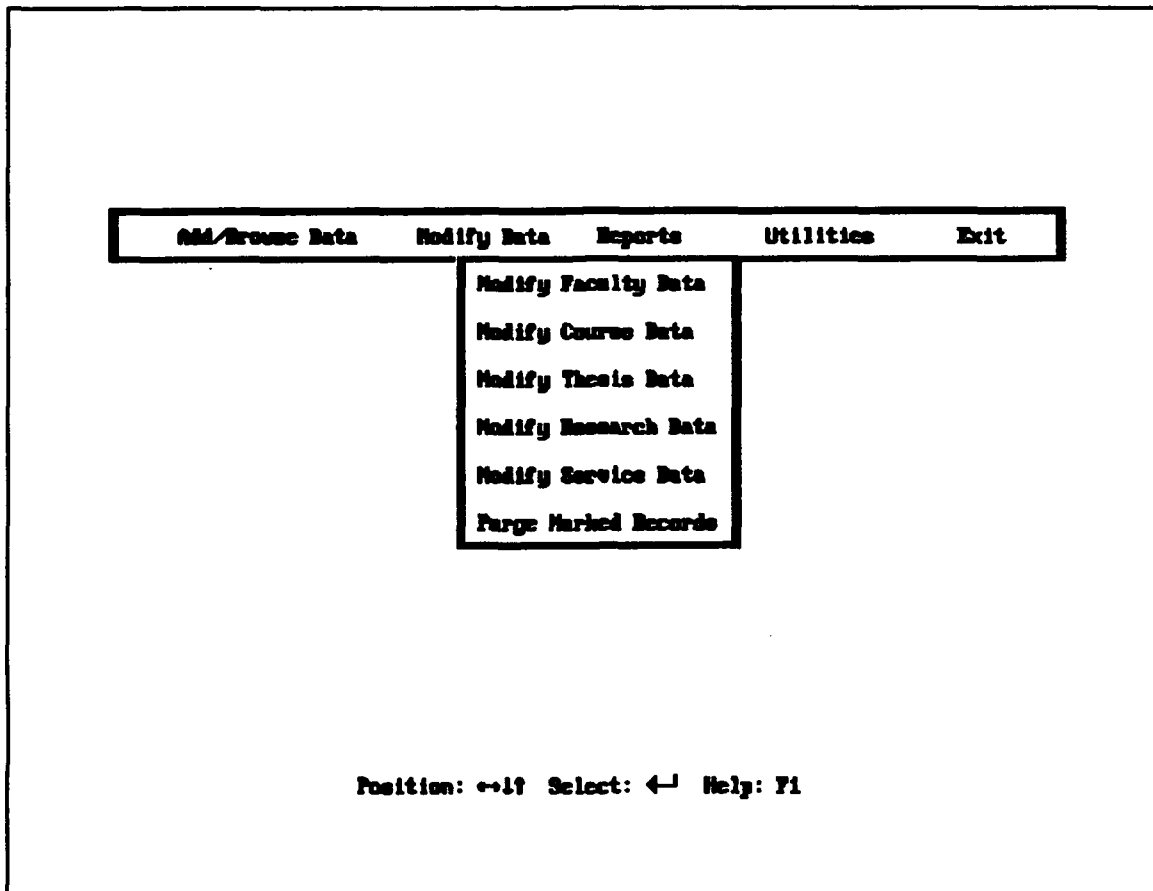 Add/Browse Data Modify Data Reports Utilities Exit
Modify Faculty Data
Modify Course Data
Modify Thesis Data
Modify Research Data
Modify Service Data
Purge Marked Records
Position: ←→↓↑ Select: ↵ Help: F1